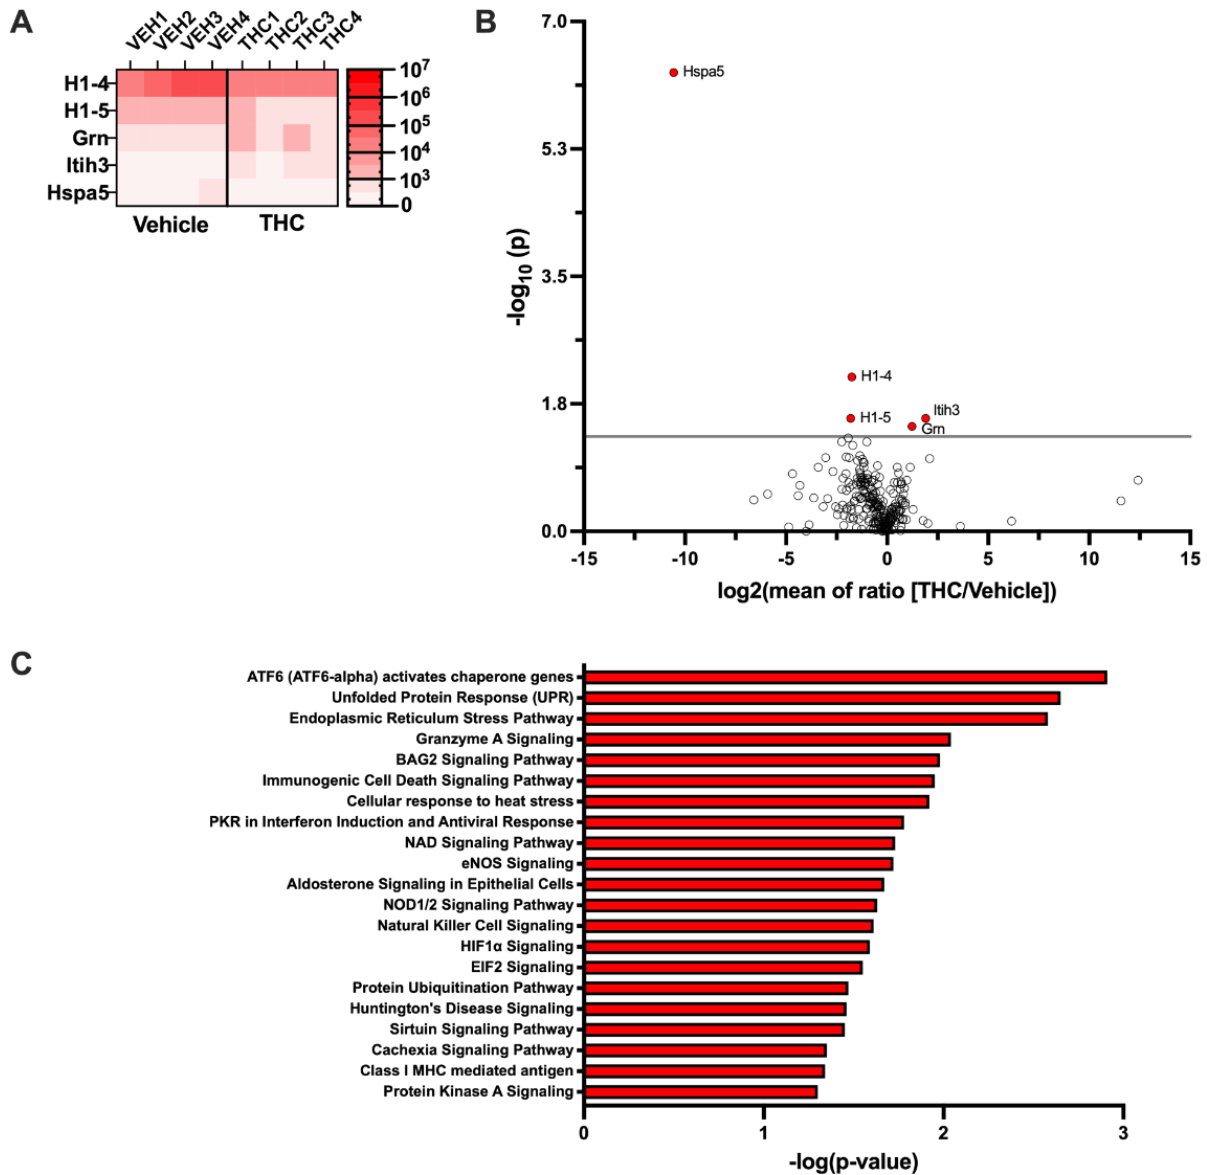 A
VEH1 VEH2 VEH3 VEH4 THC1 THC2 THC3 THC4
H1-4
H1-5
Grn
Itih3
Hspa5
Vehicle THC
10⁷
10⁶
10⁵
10⁴
10³
0
B
7.0
5.3
3.5
1.8
0.0
-log₁₀ (p)
Hspa5
H1-4
H1-5
Itih3
Grn
-15 -10 -5 0 5 10 15
log2(mean of ratio [THC/Vehicle])
C
ATF6 (ATF6-alpha) activates chaperone genes
Unfolded Protein Response (UPR)
Endoplasmic Reticulum Stress Pathway
Granzyme A Signaling
BAG2 Signaling Pathway
Immunogenic Cell Death Signaling Pathway
Cellular response to heat stress
PKR in Interferon Induction and Antiviral Response
NAD Signaling Pathway
eNOS Signaling
Aldosterone Signaling in Epithelial Cells
NOD1/2 Signaling Pathway
Natural Killer Cell Signaling
HIF1α Signaling
EIF2 Signaling
Protein Ubiquitination Pathway
Huntington's Disease Signaling
Sirtuin Signaling Pathway
Cachexia Signaling Pathway
Class I MHC mediated antigen
Protein Kinase A Signaling
0 1 2 3
-log(p-value)